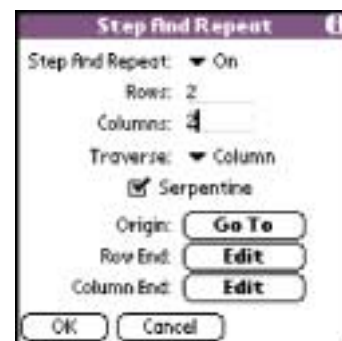 Step And Repeat
Step And Repeat: On
Rows: 2
Columns:
Traverse: Column
Serpentine
Origin: Go To
Row End: Edit
Column End: Edit
OK Cancel